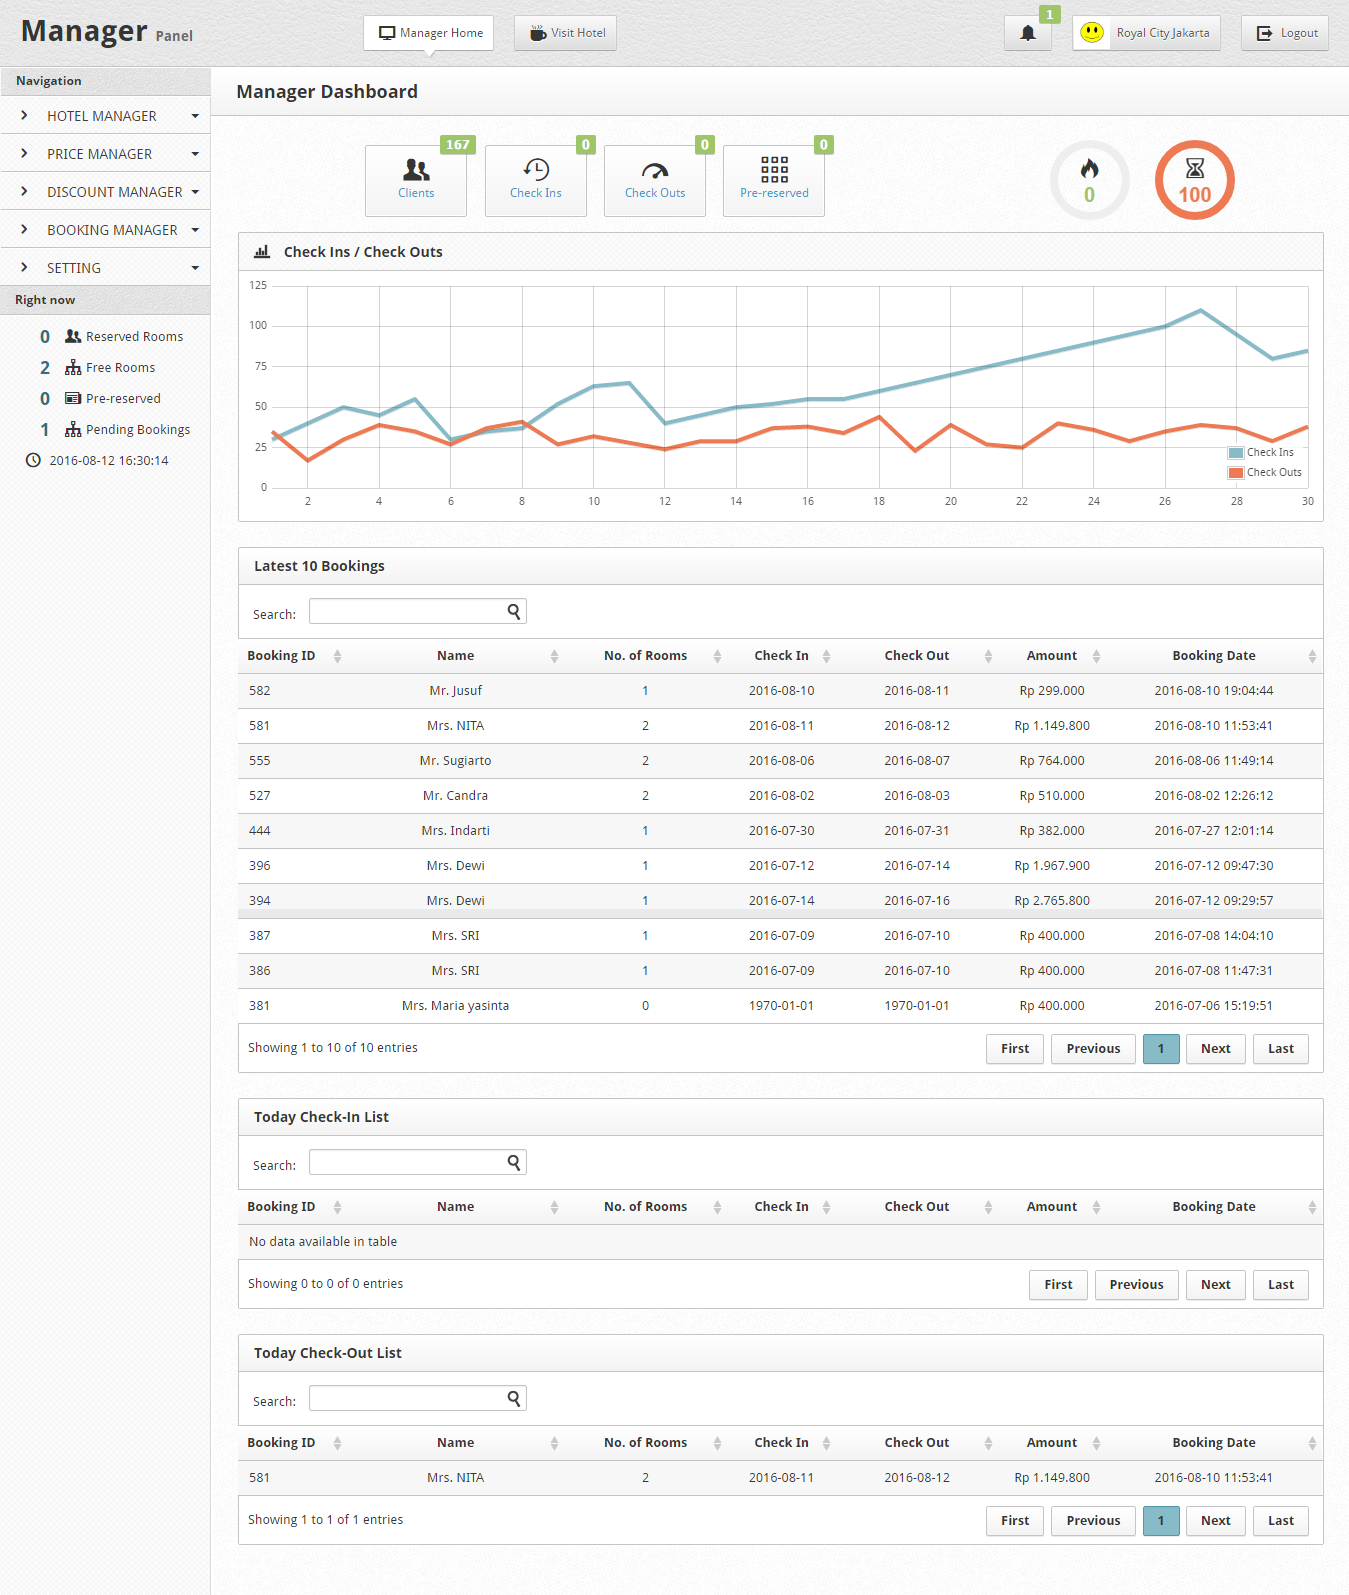 Manager Panel
Manager Home
Visit Hotel
1
Royal City Jakarta
Logout
Navigation
HOTEL MANAGER
PRICE MANAGER
DISCOUNT MANAGER
BOOKING MANAGER
SETTING
Right now
0 Reserved Rooms
2 Free Rooms
0 Pre-reserved
1 Pending Bookings
2016-08-12 16:30:14
Manager Dashboard
167
Clients
0
Check Ins
0
Check Outs
0
Pre-reserved
0
100
Check Ins / Check Outs
125
100
75
50
25
0
2 4 6 8 10 12 14 16 18 20 22 24 26 28 30
Check Ins
Check Outs
Latest 10 Bookings
Search:
Booking ID Name No. of Rooms Check In Check Out Amount Booking Date
582 Mr. Jusuf 1 2016-08-10 2016-08-11 Rp 299.000 2016-08-10 19:04:44
581 Mrs. NITA 2 2016-08-11 2016-08-12 Rp 1.149.800 2016-08-10 11:53:41
555 Mr. Sugiarto 2 2016-08-06 2016-08-07 Rp 764.000 2016-08-06 11:49:14
527 Mr. Candra 2 2016-08-02 2016-08-03 Rp 510.000 2016-08-02 12:26:12
444 Mrs. Indarti 1 2016-07-30 2016-07-31 Rp 382.000 2016-07-27 12:01:14
396 Mrs. Dewi 1 2016-07-12 2016-07-14 Rp 1.967.900 2016-07-12 09:47:30
394 Mrs. Dewi 1 2016-07-14 2016-07-16 Rp 2.765.800 2016-07-12 09:29:57
387 Mrs. SRI 1 2016-07-09 2016-07-10 Rp 400.000 2016-07-08 14:04:10
386 Mrs. SRI 1 2016-07-09 2016-07-10 Rp 400.000 2016-07-08 11:47:31
381 Mrs. Maria yasinta 0 1970-01-01 1970-01-01 Rp 400.000 2016-07-06 15:19:51
Showing 1 to 10 of 10 entries
First Previous 1 Next Last
Today Check-In List
Search:
Booking ID Name No. of Rooms Check In Check Out Amount Booking Date
No data available in table
Showing 0 to 0 of 0 entries
First Previous Next Last
Today Check-Out List
Search:
Booking ID Name No. of Rooms Check In Check Out Amount Booking Date
581 Mrs. NITA 2 2016-08-11 2016-08-12 Rp 1.149.800 2016-08-10 11:53:41
Showing 1 to 1 of 1 entries
First Previous 1 Next Last